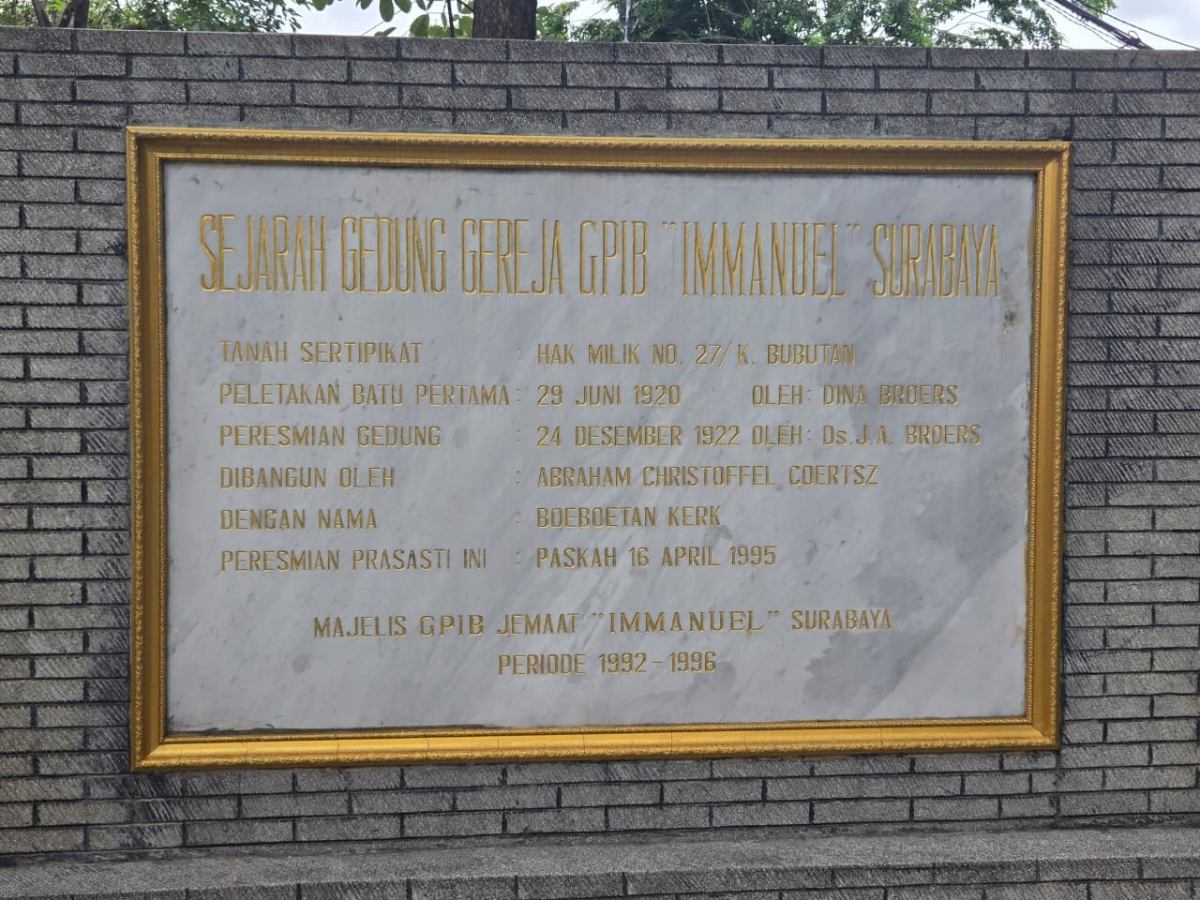 SEJARAH GEDUNG GEREJA GPIB "IMMANUEL" SURABAYA
TANAH SERTIPIKAT : HAK MILIK NO. 27/K. BUBUTAN
PELETAKAN BATU PERTAMA : 29 JUNI 1920 OLEH : DINA BROERS
PERESMIAN GEDUNG : 24 DESEMBER 1922 OLEH : Ds. J.A. BROERS
DIBANGUN OLEH : ABRAHAM CHRISTOFFEL COERTSZ
DENGAN NAMA : BOEBOETAN KERK
PERESMIAN PRASASTI INI : PASKAH 16 APRIL 1995
MAJELIS GPIB JEMAAT "IMMANUEL" SURABAYA
PERIODE 1992 - 1996